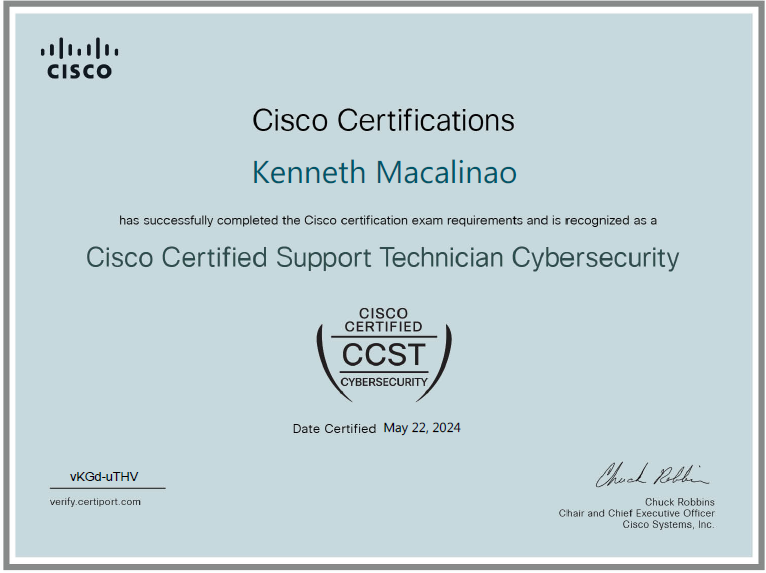 CISCO
Cisco Certifications
Kenneth Macalinao
has successfully completed the Cisco certification exam requirements and is recognized as a
Cisco Certified Support Technician Cybersecurity
CISCO
CERTIFIED
CCST
CYBERSECURITY
Date Certified May 22, 2024
vKGd-uTHV
verify.certiport.com
Chuck Robbins
Chuck Robbins
Chair and Chief Executive Officer
Cisco Systems, Inc.